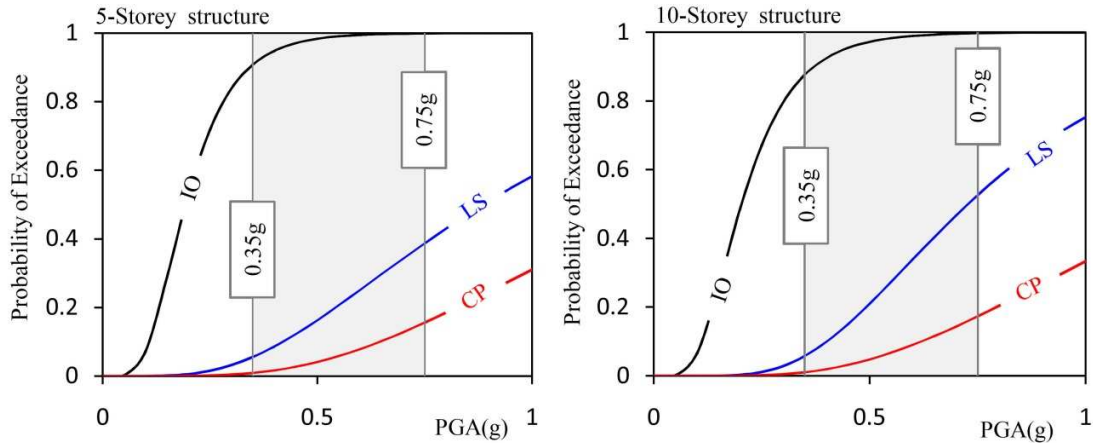 5-Storey structure
Probability of Exceedance
1
0.8
0.6
0.4
0.2
0
IO
0.35g
0.75g
LS
CP
0
0.5
1
PGA(g)
10-Storey structure
Probability of Exceedance
1
0.8
0.6
0.4
0.2
0
IO
0.35g
0.75g
LS
CP
0
0.5
1
PGA(g)